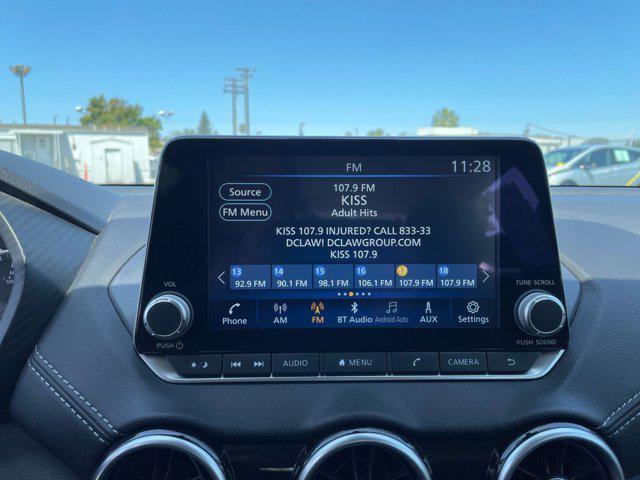 FM 11:28
Source
FM Menu
107.9 FM
KISS
Adult Hits
KISS 107.9 INJURED? CALL 833-33
DCLAW! DCLAWGROUP.COM
KISS 107.9
13 14 15 16 17 18
92.9 FM 90.1 FM 98.1 FM 106.1 FM 107.9 FM 107.9 FM
Phone AM FM BT Audio Android Auto AUX Settings
VOL
PUSH
TUNE·SCROLL
PUSH SOUND
AUDIO MENU CAMERA